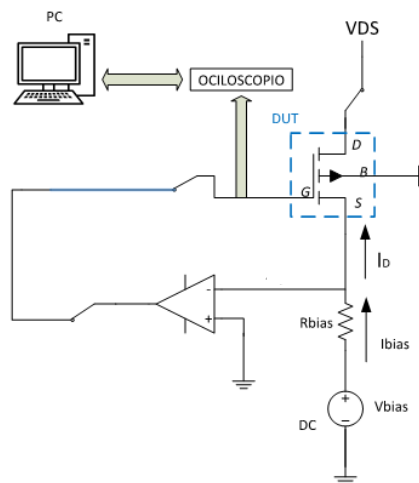 PC
VDS
OCILOSCOPIO
DUT
D
B
G
S
ID
-
+
Rbias
Ibias
+
-
Vbias
DC